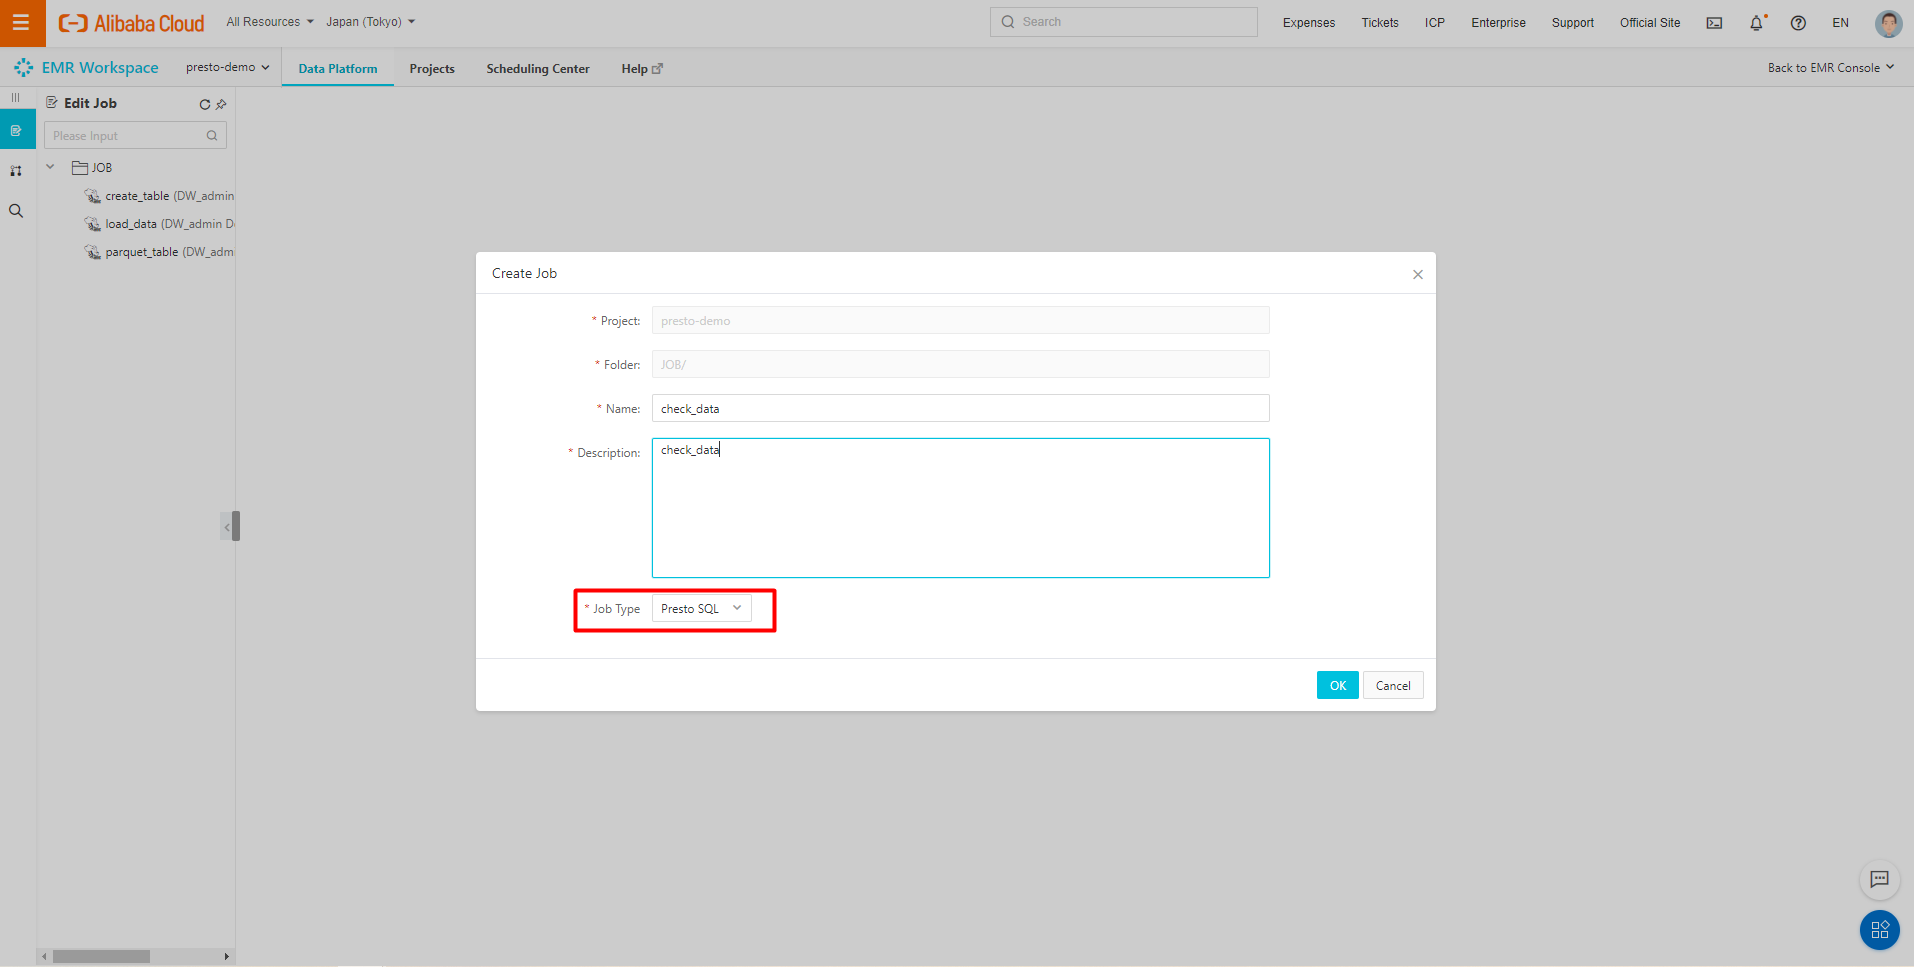 Alibaba Cloud All Resources Japan (Tokyo) Search Expenses Tickets ICP Enterprise Support Official Site EN
EMR Workspace presto-demo Data Platform Projects Scheduling Center Help Back to EMR Console
Edit Job
Please Input
JOB
create_table (DW_admin
load_data (DW_admin D
parquet_table (DW_adm
Create Job
* Project: presto-demo
* Folder: JOB/
* Name: check_data
* Description: check_data
* Job Type Presto SQL
OK Cancel